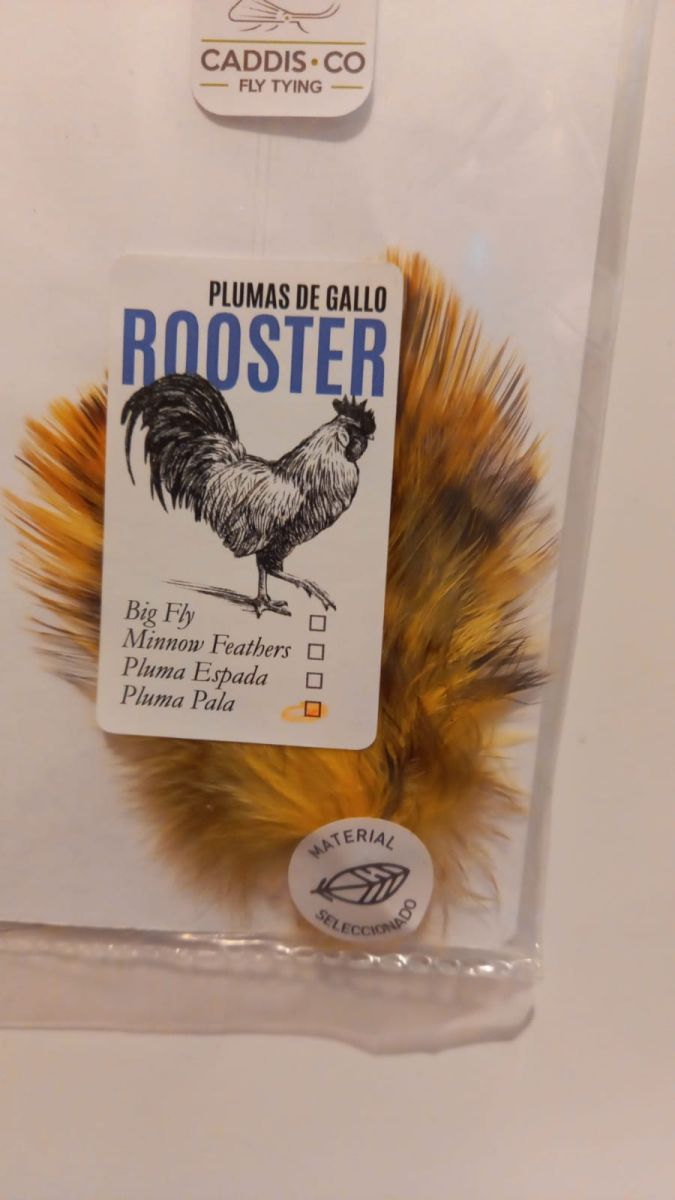 CADDIS·CO
FLY TYING
PLUMAS DE GALLO
ROOSTER
Big Fly
Minnow Feathers
Pluma Espada
Pluma Pala
MATERIAL
SELECCIONADO